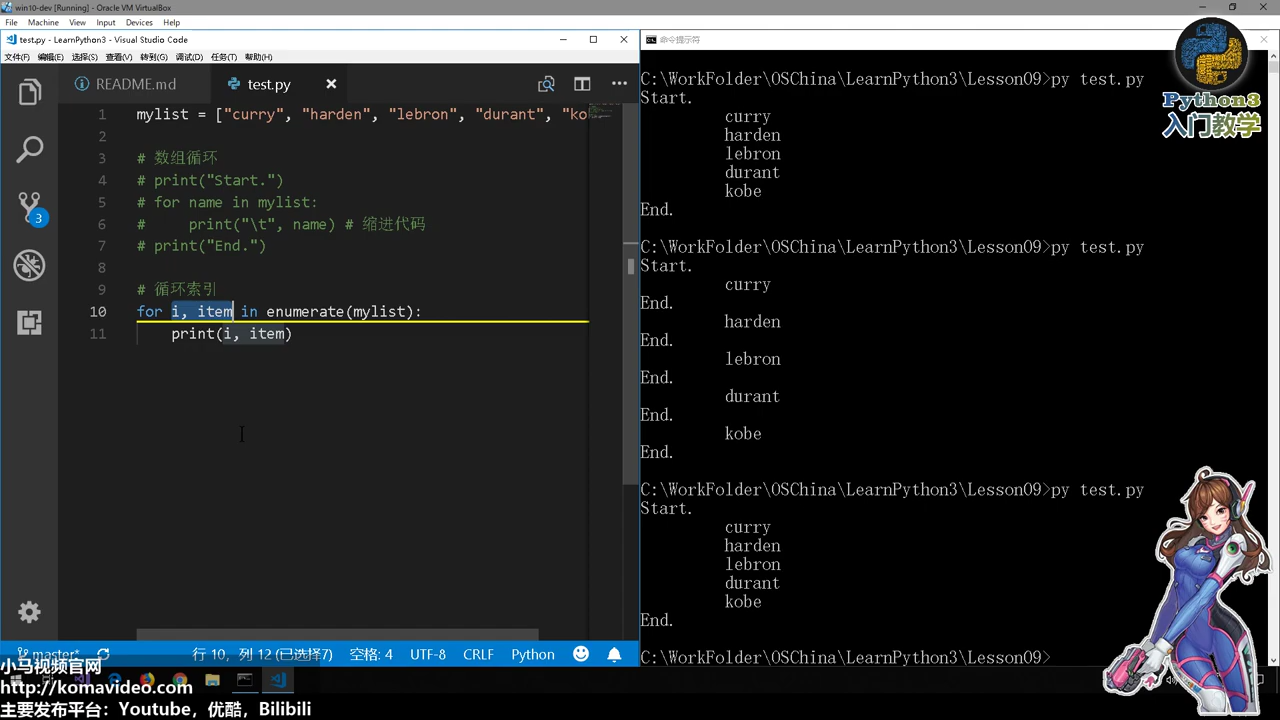 win10-dev [Running] - Oracle VM VirtualBox
File Machine View Input Devices Help
test.py - LearnPython3 - Visual Studio Code
文件(F) 编辑(E) 选择(S) 查看(V) 转到(G) 调试(D) 任务(T) 帮助(H)
README.md test.py
1 mylist = ["curry", "harden", "lebron", "durant", "ko
2
3 # 数组循环
4 # print("Start.")
5 # for name in mylist:
6 #     print("\t", name) # 缩进代码
7 # print("End.")
8
9 # 循环索引
10 for i, item in enumerate(mylist):
11     print(i, item)
3
master* 行 10，列 12 (已选择7) 空格: 4 UTF-8 CRLF Python
命令提示符
C:\WorkFolder\OSChina\LearnPython3\Lesson09>py test.py
Start.
curry
harden
lebron
durant
kobe
End.
C:\WorkFolder\OSChina\LearnPython3\Lesson09>py test.py
Start.
curry
End.
harden
End.
lebron
End.
durant
End.
kobe
End.
C:\WorkFolder\OSChina\LearnPython3\Lesson09>py test.py
Start.
curry
harden
lebron
durant
kobe
End.
C:\WorkFolder\OSChina\LearnPython3\Lesson09>
Python3
入门教学
小马视频官网
http://komavideo.com
主要发布平台：Youtube，优酷，Bilibili